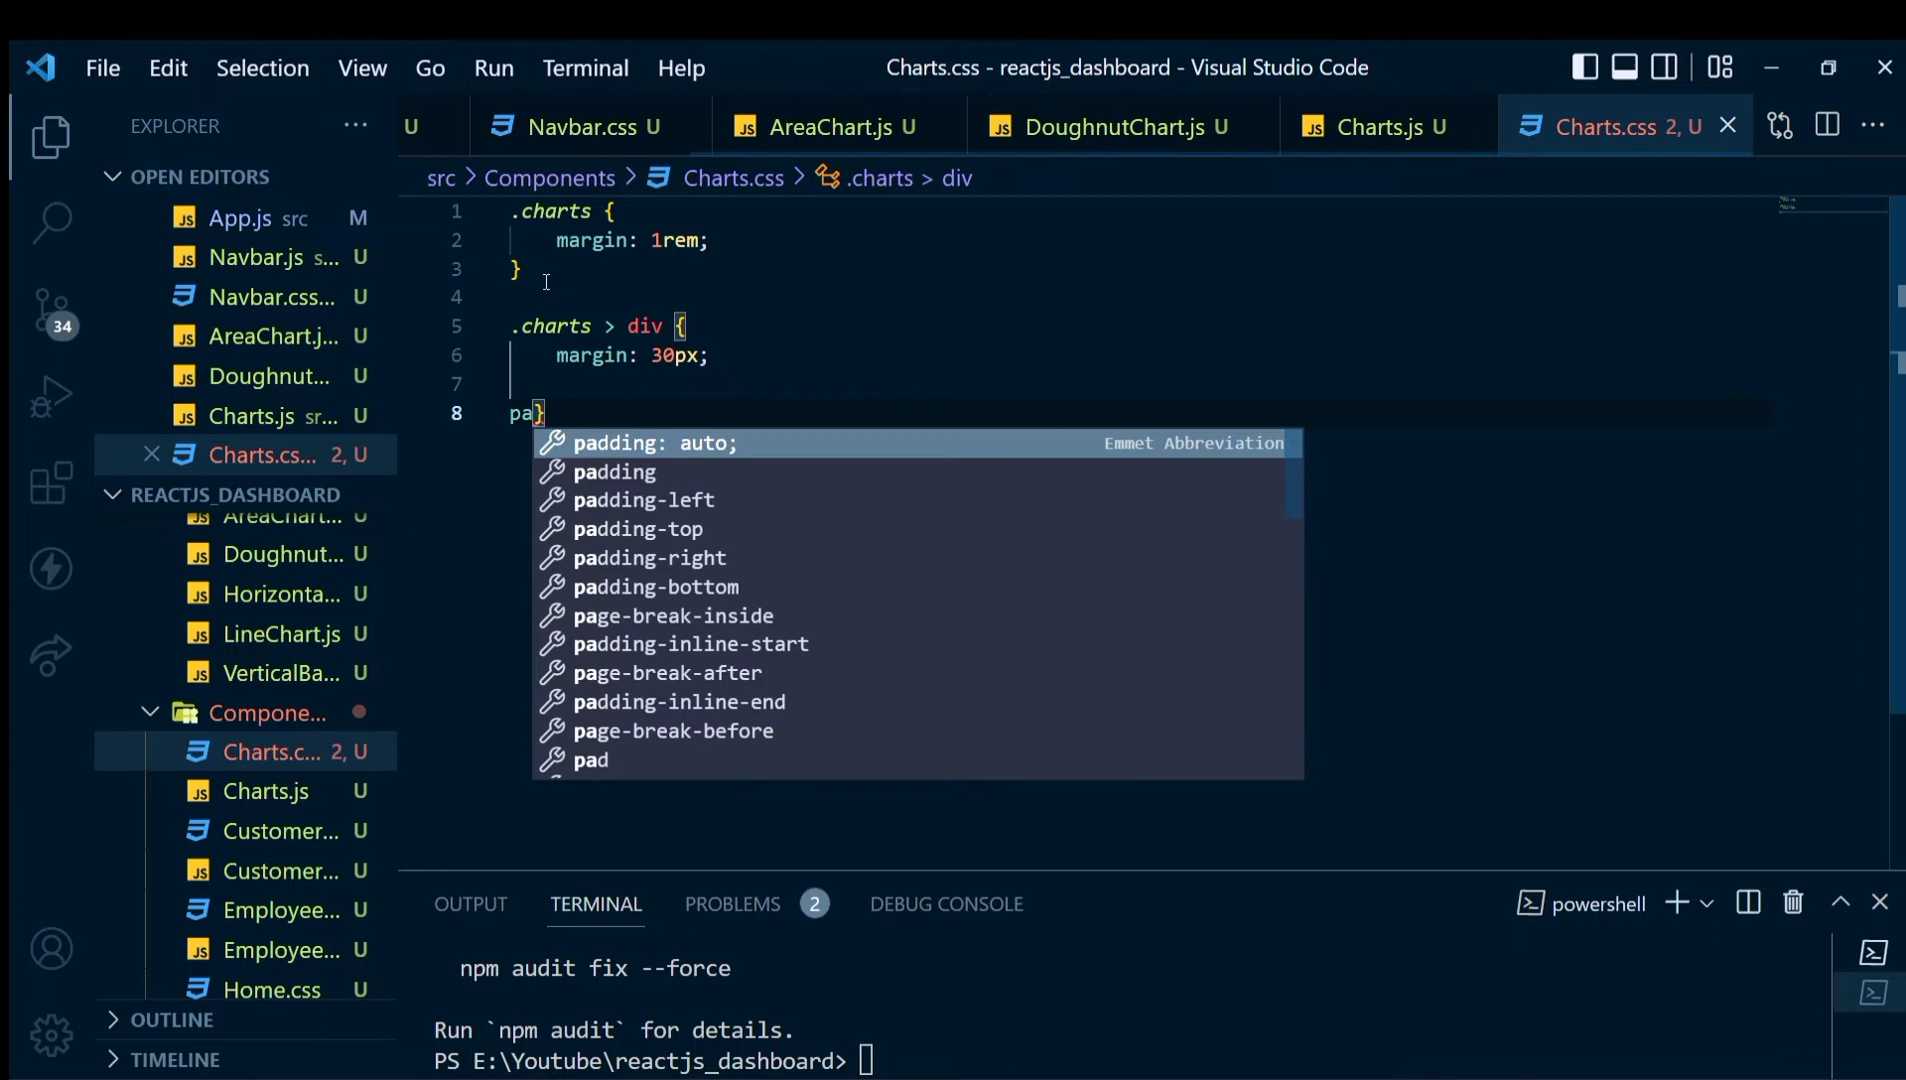 File Edit Selection View Go Run Terminal Help Charts.css - reactjs_dashboard - Visual Studio Code
EXPLORER ... U Navbar.css U JS AreaChart.js U JS DoughnutChart.js U JS Charts.js U Charts.css 2, U
src > Components > Charts.css > .charts > div
OPEN EDITORS
JS App.js src M
JS Navbar.js s... U
Navbar.css... U
JS AreaChart.j... U
JS Doughnut... U
JS Charts.js sr... U
Charts.cs... 2, U
REACTJS_DASHBOARD
JS AreaChart... U
JS Doughnut... U
JS Horizonta... U
JS LineChart.js U
JS VerticalBa... U
Compone...
Charts.c... 2, U
JS Charts.js U
Customer... U
JS Customer... U
Employee... U
JS Employee... U
Home.css U
OUTLINE
TIMELINE
34
1 .charts {
2 margin: 1rem;
3 }
4
5 .charts > div {
6 margin: 30px;
7
8 pa}
padding: auto; Emmet Abbreviation
padding
padding-left
padding-top
padding-right
padding-bottom
page-break-inside
padding-inline-start
page-break-after
padding-inline-end
page-break-before
pad
OUTPUT TERMINAL PROBLEMS 2 DEBUG CONSOLE powershell
npm audit fix --force
Run `npm audit` for details.
PS E:\Youtube\reactjs_dashboard>